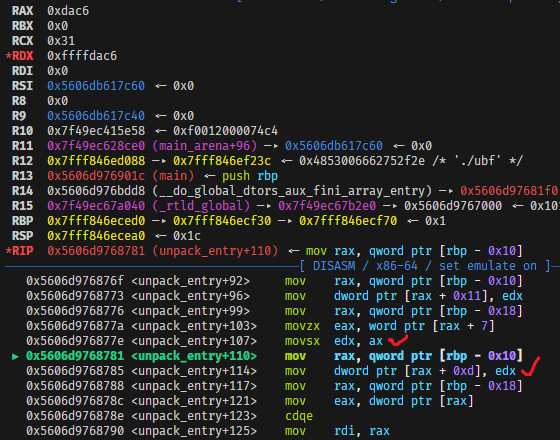 RAX 0xdac6
RBX 0x0
RCX 0x31
*RDX 0xffffdac6
RDI 0x0
RSI 0x5606db617c60 ◂— 0x0
R8 0x0
R9 0x5606db617c40 ◂— 0x0
R10 0x7f49ec415e58 ◂— 0xf0012000074c4
R11 0x7f49ec628ce0 (main_arena+96) —▸ 0x5606db617c60 ◂— 0x0
R12 0x7fff846ed088 —▸ 0x7fff846ef23c ◂— 0x4853006662752f2e /* './ubf' */
R13 0x5606d976901c (main) ◂— push rbp
R14 0x5606d976bdd8 (__do_global_dtors_aux_fini_array_entry) —▸ 0x5606d97681f0
R15 0x7f49ec67a040 (_rtld_global) —▸ 0x7f49ec67b2e0 —▸ 0x5606d9767000 ◂— 0x10
RBP 0x7fff846eced0 —▸ 0x7fff846ecf30 —▸ 0x7fff846ecf70 ◂— 0x1
RSP 0x7fff846ecea0 ◂— 0x1c
*RIP 0x5606d9768781 (unpack_entry+110) ◂— mov rax, qword ptr [rbp - 0x10]
[ DISASM / x86-64 / set emulate on ]
0x5606d976876f <unpack_entry+92> mov rax, qword ptr [rbp - 0x10]
0x5606d9768773 <unpack_entry+96> mov dword ptr [rax + 0x11], edx
0x5606d9768776 <unpack_entry+99> mov rax, qword ptr [rbp - 0x18]
0x5606d976877a <unpack_entry+103> movzx eax, word ptr [rax + 7]
0x5606d976877e <unpack_entry+107> movsx edx, ax
► 0x5606d9768781 <unpack_entry+110> mov rax, qword ptr [rbp - 0x10]
0x5606d9768785 <unpack_entry+114> mov dword ptr [rax + 0xd], edx
0x5606d9768788 <unpack_entry+117> mov rax, qword ptr [rbp - 0x18]
0x5606d976878c <unpack_entry+121> mov eax, dword ptr [rax]
0x5606d976878e <unpack_entry+123> cdqe
0x5606d9768790 <unpack_entry+125> mov rdi, rax